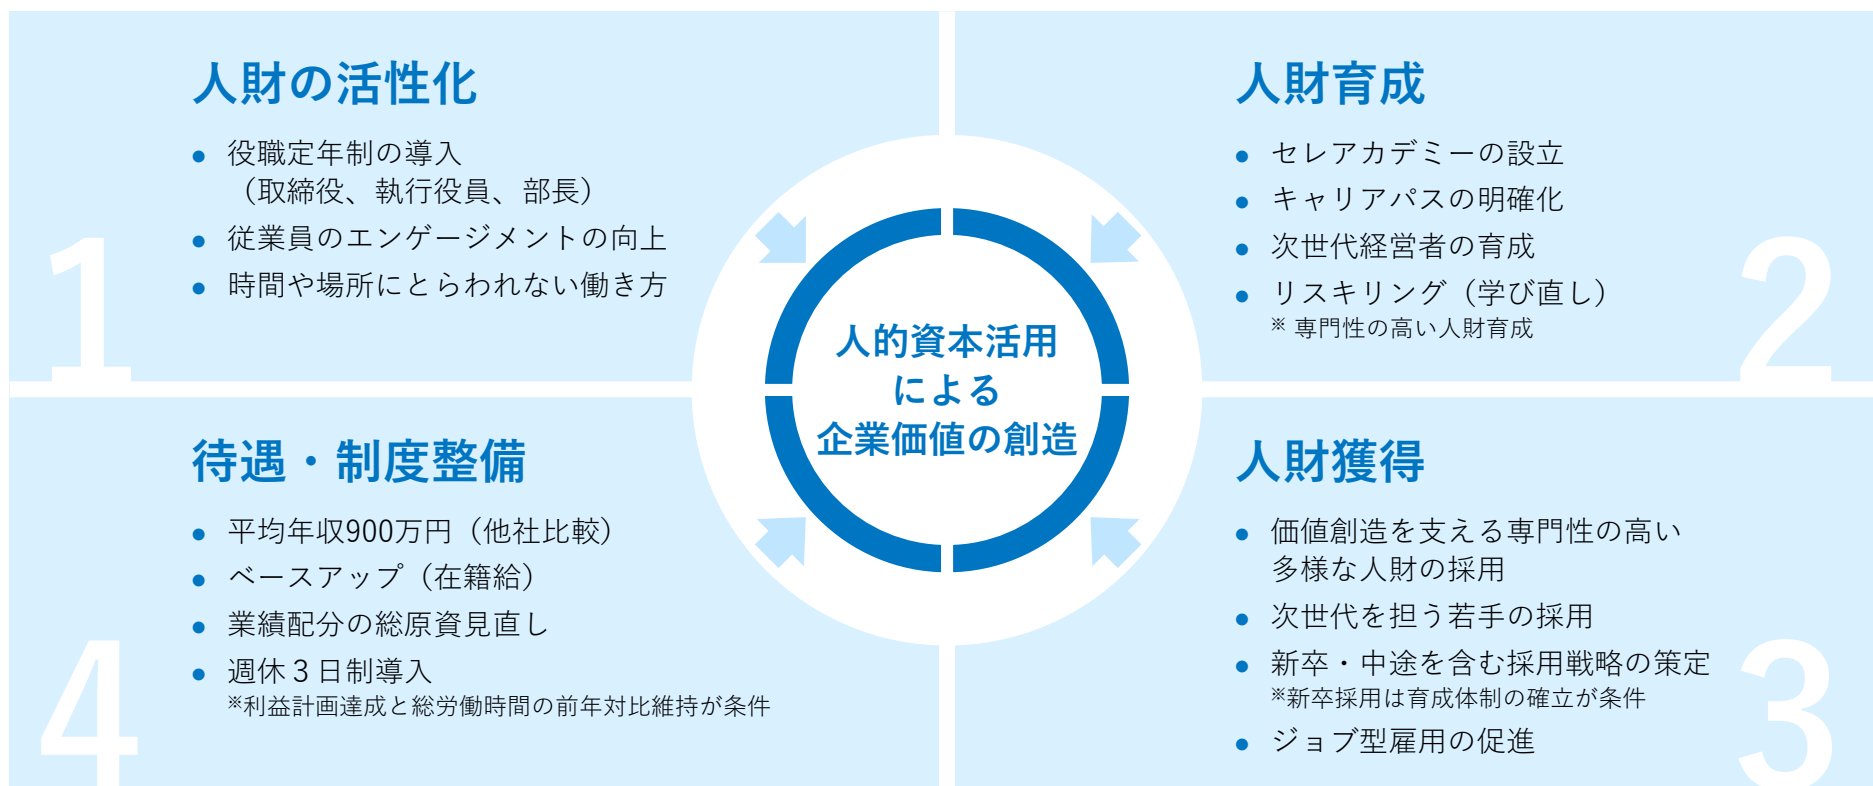 1
人財の活性化
● 役職定年制の導入
（取締役、執行役員、部長）
● 従業員のエンゲージメントの向上
● 時間や場所にとらわれない働き方
2
人財育成
● セレアカデミーの設立
● キャリアパスの明確化
● 次世代経営者の育成
● リスキリング（学び直し）
※ 専門性の高い人財育成
人的資本活用
による
企業価値の創造
3
人財獲得
● 価値創造を支える専門性の高い
多様な人財の採用
● 次世代を担う若手の採用
● 新卒・中途を含む採用戦略の策定
※新卒採用は育成体制の確立が条件
● ジョブ型雇用の促進
4
待遇・制度整備
● 平均年収900万円（他社比較）
● ベースアップ（在籍給）
● 業績配分の総原資見直し
● 週休３日制導入
※利益計画達成と総労働時間の前年対比維持が条件